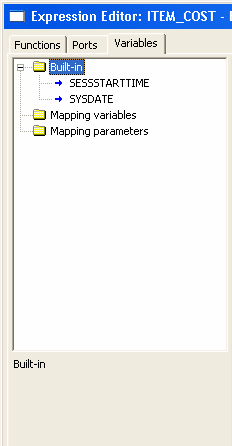 Expression Editor: ITEM_COST -
Functions Ports Variables
Built-in
SESSSTARTTIME
SYSDATE
Mapping variables
Mapping parameters
Built-in